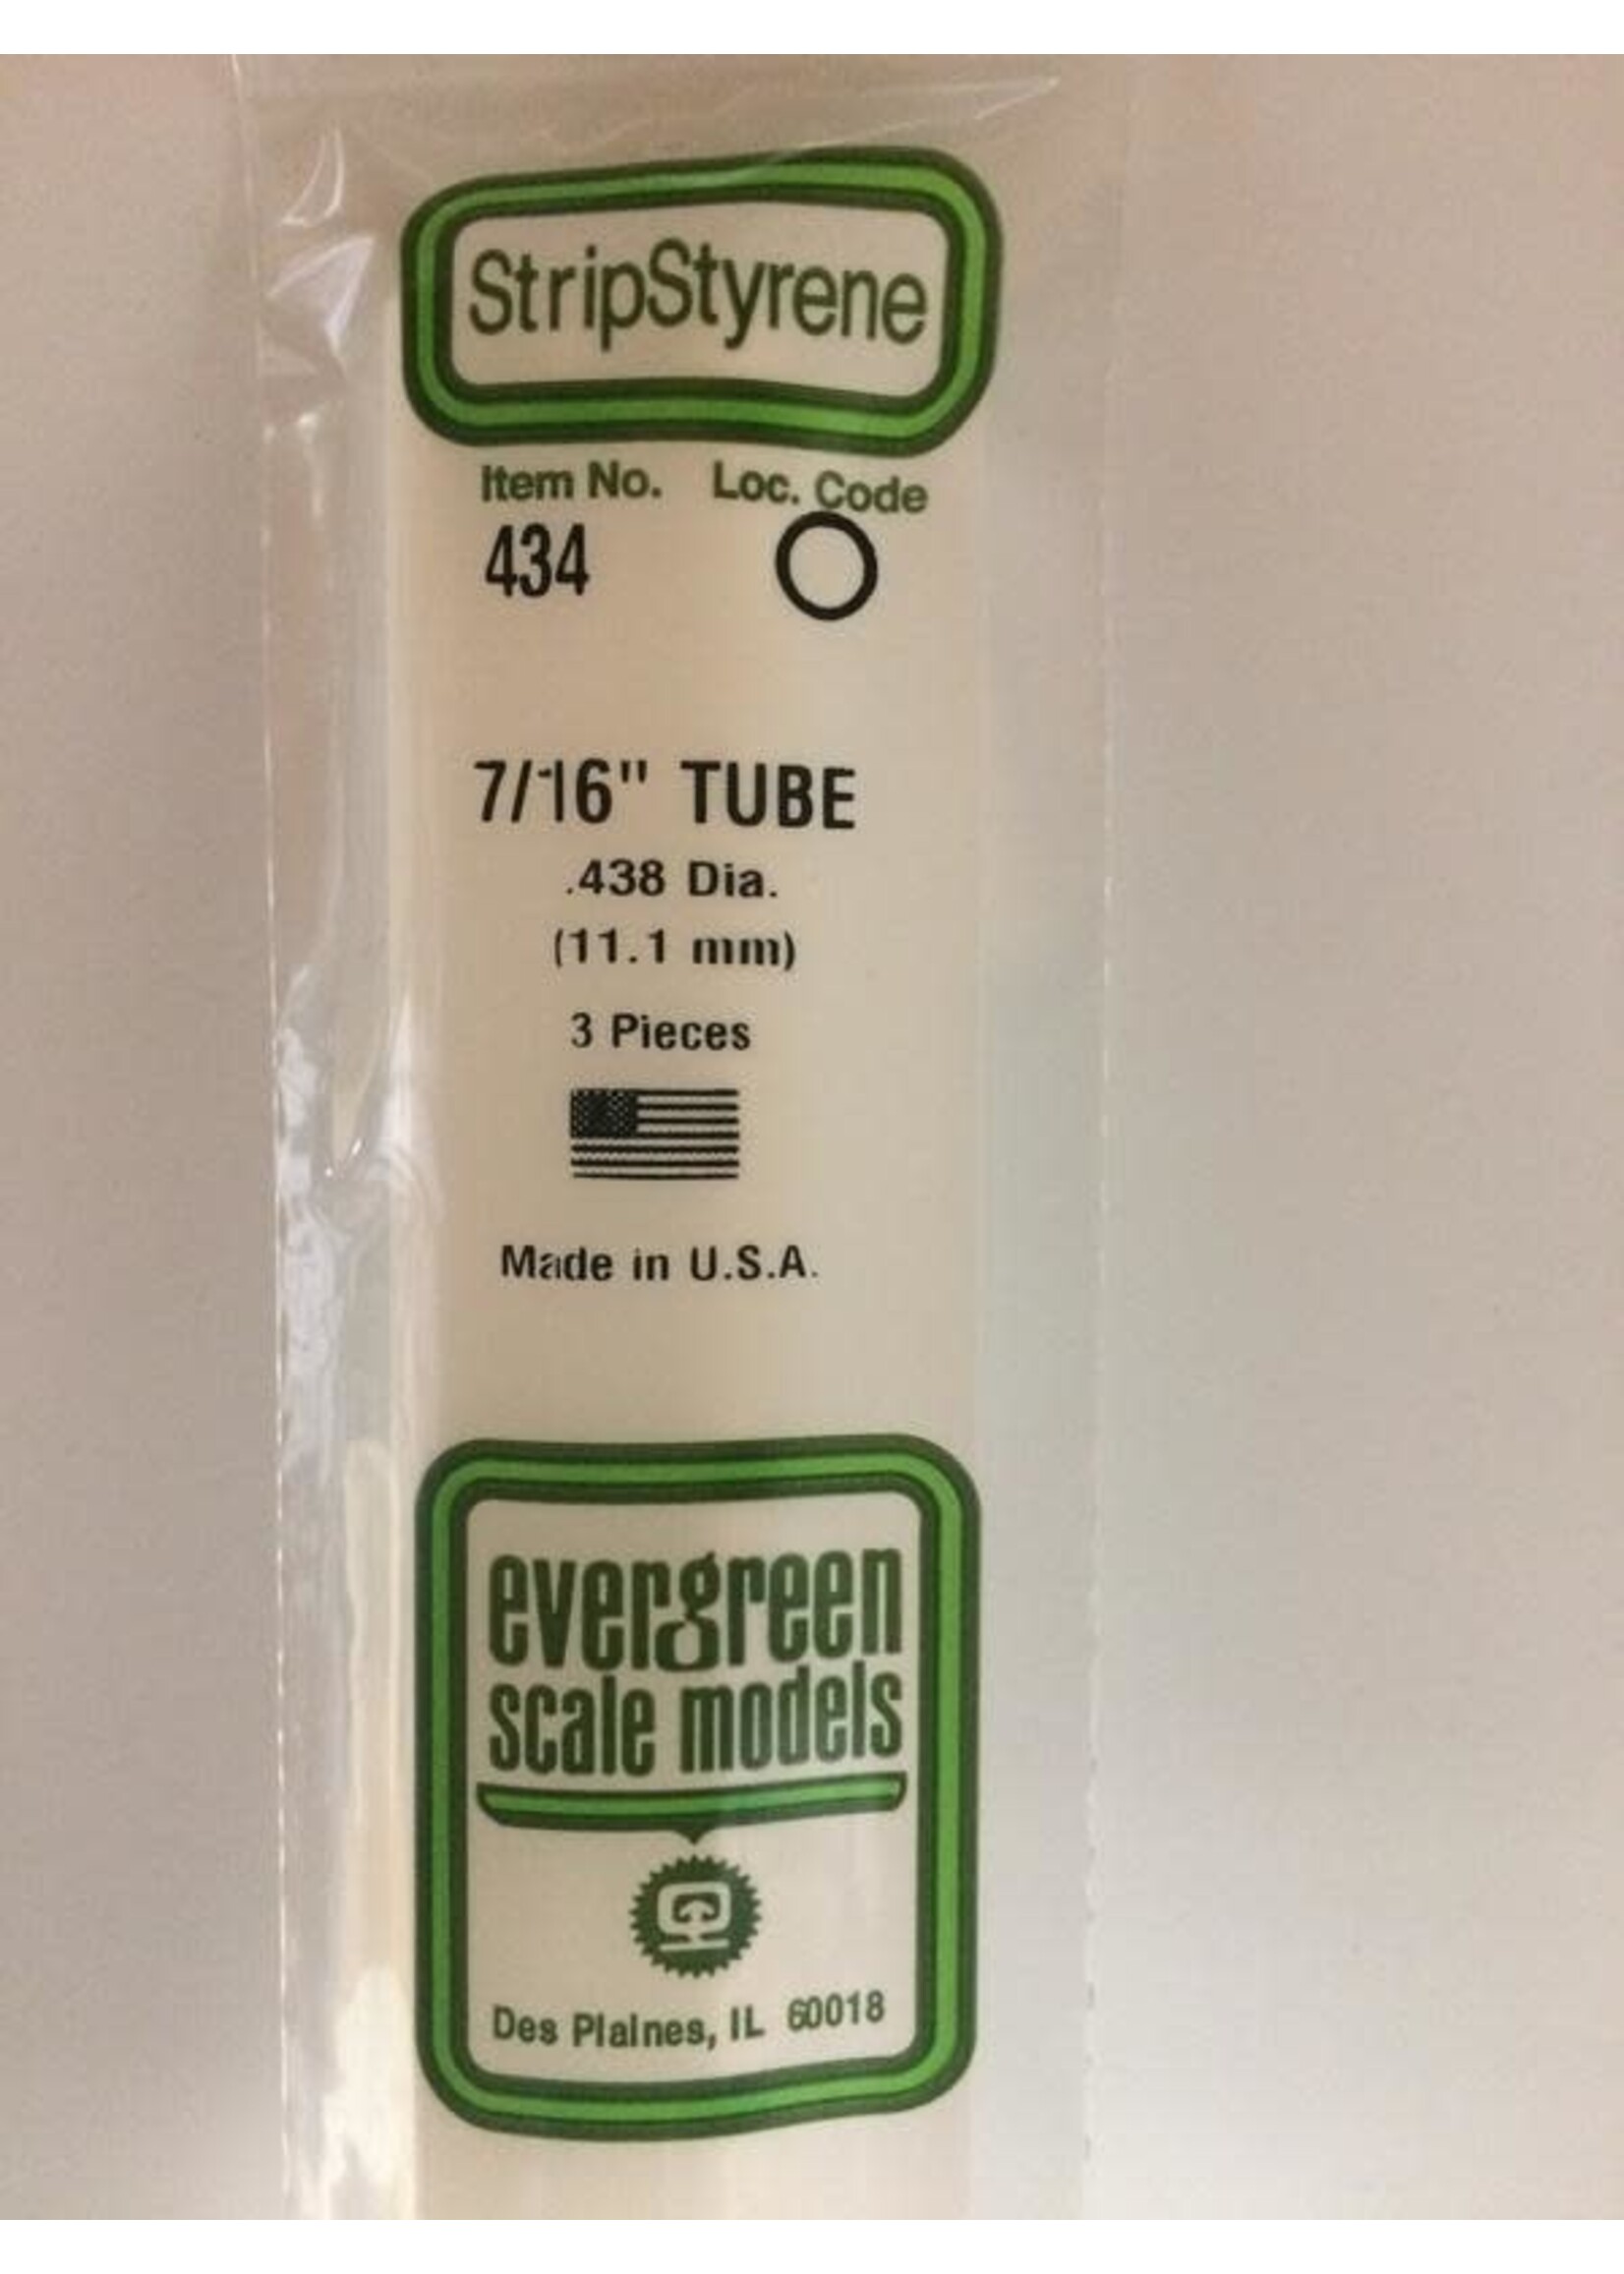 StripStyrene
Item No. Loc. Code
434
7/16" TUBE
.438 Dia.
(11.1 mm)
3 Pieces
Made in U.S.A.
evergreen
scale models
Des Plaines, IL 60018